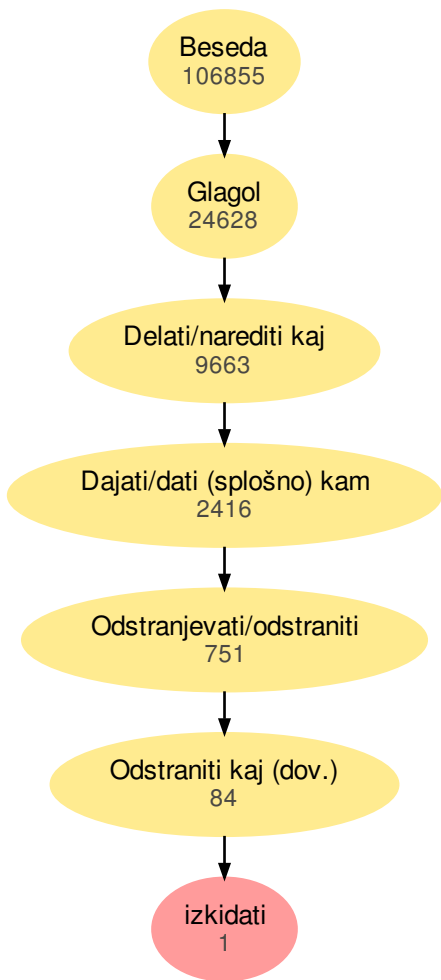 Beseda
106855
Glagol
24628
Delati/narediti kaj
9663
Dajati/dati (splošno) kam
2416
Odstranjevati/odstraniti
751
Odstraniti kaj (dov.)
84
izkidati
1